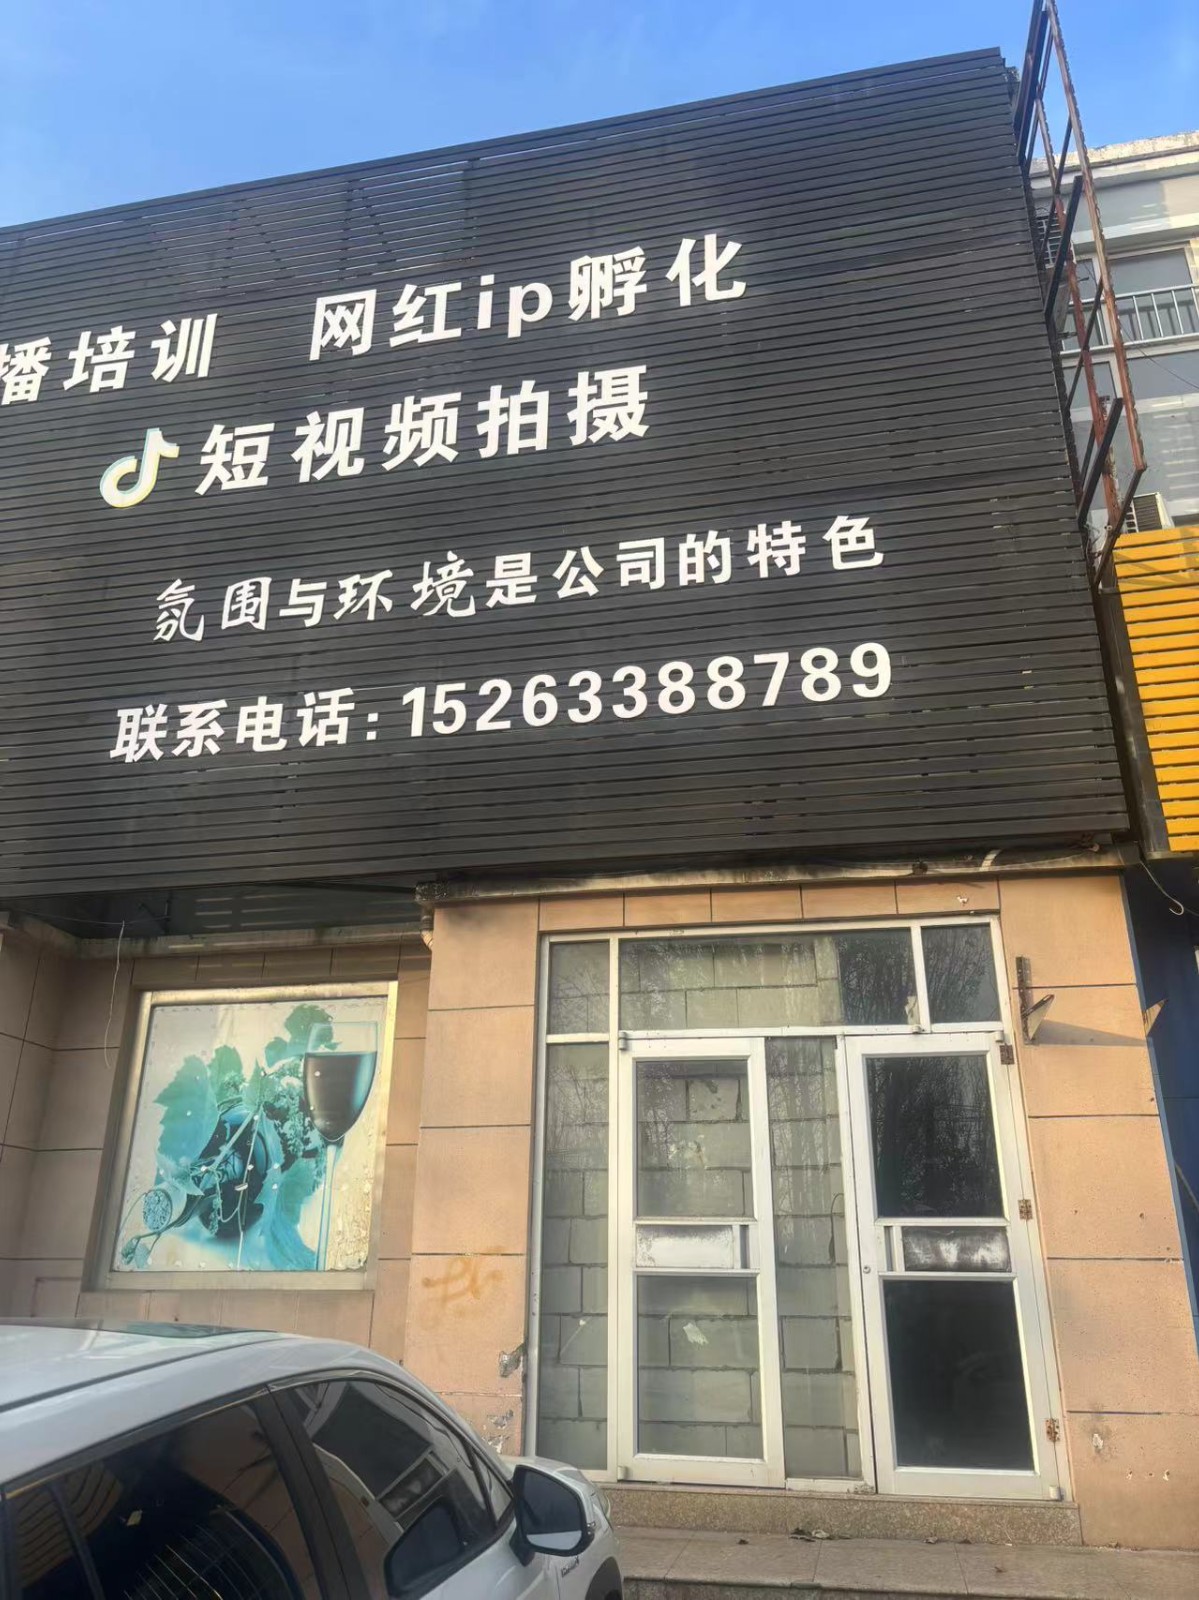 播培训 网红ip孵化
短视频拍摄
氛围与环境是公司的特色
联系电话:15263388789